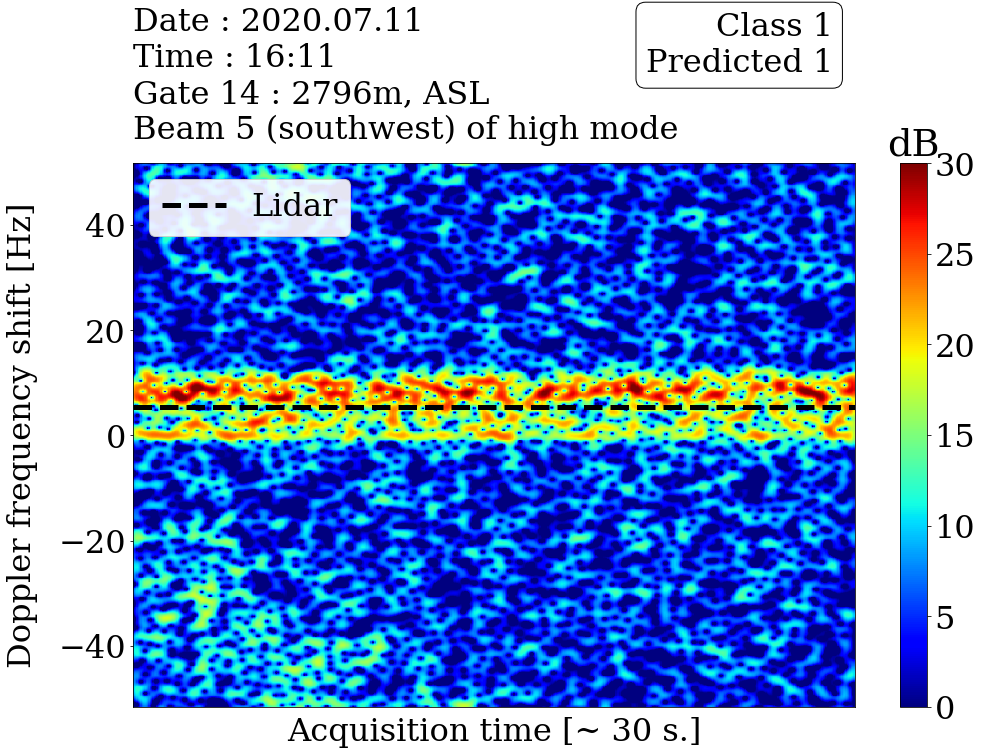 Date : 2020.07.11
Time : 16:11
Gate 14 : 2796m, ASL
Beam 5 (southwest) of high mode
Class 1
Predicted 1
dB
Lidar
Doppler frequency shift [Hz]
40
20
0
−20
−40
Acquisition time [~ 30 s.]
30
25
20
15
10
5
0